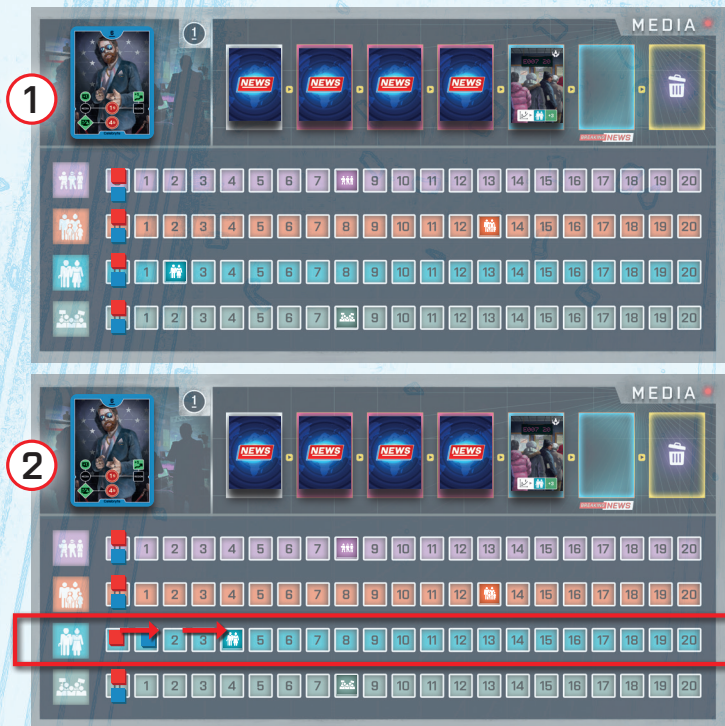 1
MEDIA
1
NEWS NEWS NEWS NEWS
BREAKING NEWS
1 2 3 4 5 6 7 9 10 11 12 13 14 15 16 17 18 19 20
1 2 3 4 5 6 7 8 9 10 11 12 14 15 16 17 18 19 20
1 3 4 5 6 7 8 9 10 11 12 13 14 15 16 17 18 19 20
1 2 3 4 5 6 7 9 10 11 12 13 14 15 16 17 18 19 20
2
MEDIA
1
NEWS NEWS NEWS NEWS
BREAKING NEWS
1 2 3 4 5 6 7 9 10 11 12 13 14 15 16 17 18 19 20
1 2 3 4 5 6 7 8 9 10 11 12 14 15 16 17 18 19 20
2 3 5 6 7 8 9 10 11 12 13 14 15 16 17 18 19 20
1 2 3 4 5 6 7 9 10 11 12 13 14 15 16 17 18 19 20